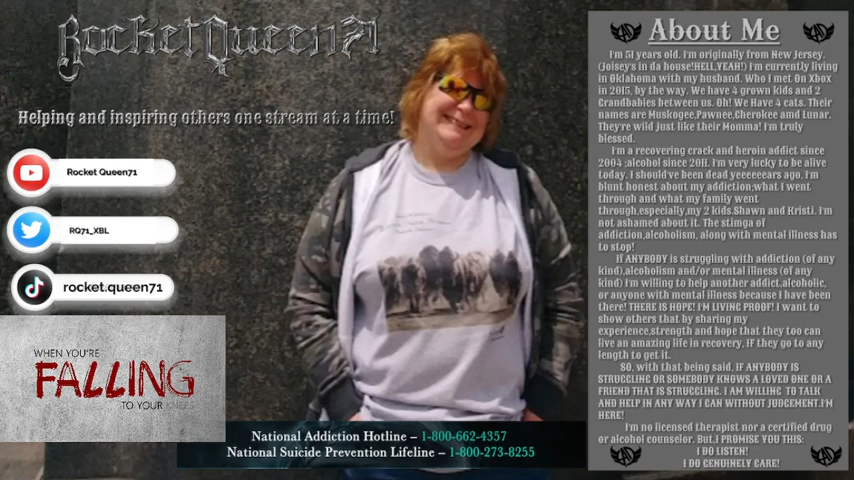 RocketQueen71
Helping and inspiring others one stream at a time!
Rocket Queen71
RQ71_XBL
rocket.queen71
WHEN YOU'RE
FALLING
TO YOUR KNEES
National Addiction Hotline – 1-800-662-4357
National Suicide Prevention Lifeline – 1-800-273-8255
About Me
I'm 51 years old. I'm originally from New Jersey.
(Joisey's in da house!HELL,YEAH!) I'm currently living
in Oklahoma with my husband. Who I met On Xbox
in 2015, by the way. We have 4 grown kids and 2
Grandbabies between us. Oh! We Have 4 cats. Their
names are Muskogee,Pawnee,Cherokee amd Lunar.
They're wild just like their Momma! I'm truly
blessed.
I'm a recovering crack and heroin addict since
2004 ;alcohol since 2011. I'm very lucky to be alive
today. I should've been dead yeeeeeears ago, I'm
blunt honest about my addiction;what I went
through and what my family went
through,especially,my 2 kids.Shawn and Kristi. I'm
not ashamed about it. The stimga of
addiction,alcoholism, along with mental illness has
to stop!
If ANYBODY is struggling with addiction (of any
kind),alcoholism and/or mental illness (of any
kind) I'm willing to help another addict,alcoholic,
or anyone with mental illness because I have been
there! THERE IS HOPE! I'M LIVING PROOF! I want to
show others that by sharing my
experience,strength and hope that they too can
live an amazing life in recovery, IF they go to any
length to get it.
SO, with that being said, IF ANYBODY IS
STRUGGLING OR SOMEBODY KNOWS A LOVED ONE OR A
FRIEND THAT IS STRUGGLING. I AM WILLING TO TALK
AND HELP IN ANY WAY I CAN WITHOUT JUDGEMENT.I'M
HERE!
I'm no licensed therapist nor a certified drug
or alcohol counselor. But,I PROMISE YOU THIS:
I DO LISTEN!
I DO GENUINELY CARE!